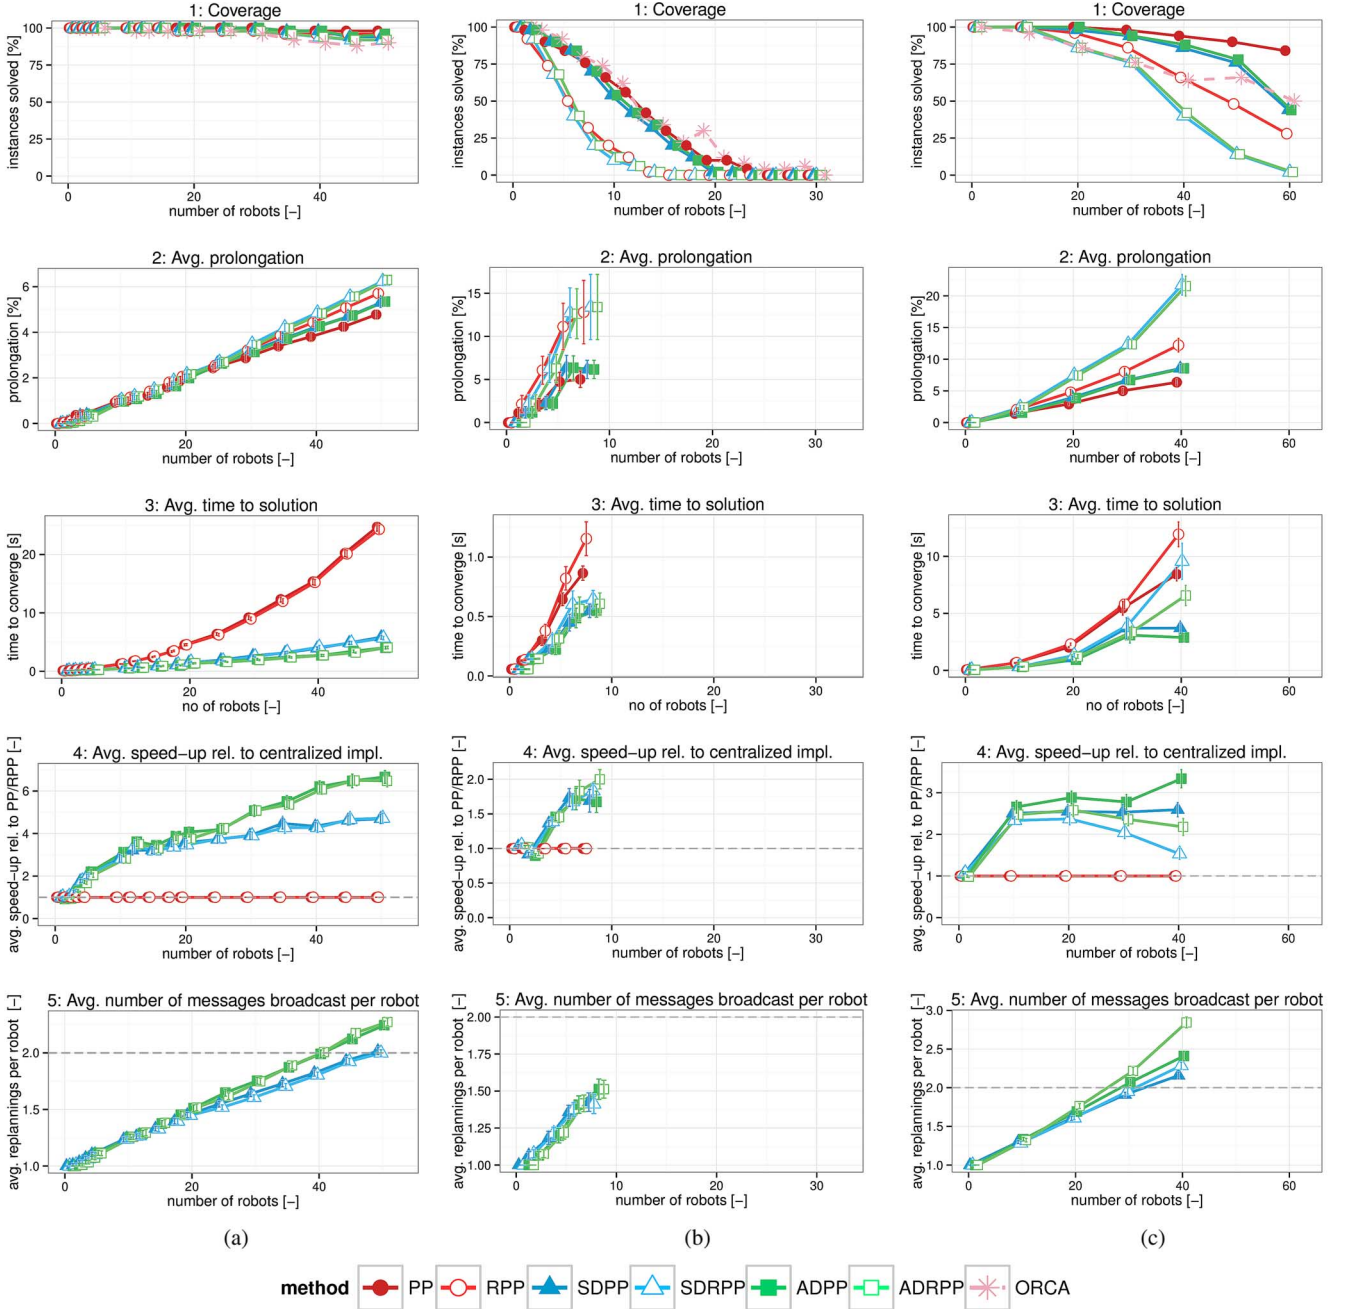 1: Coverage
instances solved [%]
100
75
50
25
0
0 20 40
number of robots [–]
1: Coverage
instances solved [%]
100
75
50
25
0
0 10 20 30
number of robots [–]
1: Coverage
instances solved [%]
100
75
50
25
0
0 20 40 60
number of robots [–]
2: Avg. prolongation
prolongation [%]
6
4
2
0
0 20 40
number of robots [–]
2: Avg. prolongation
prolongation [%]
15
10
5
0
0 10 20 30
number of robots [–]
2: Avg. prolongation
prolongation [%]
20
15
10
5
0
0 20 40 60
number of robots [–]
3: Avg. time to solution
time to converge [s]
20
10
0
0 20 40
no of robots [–]
3: Avg. time to solution
time to converge [s]
1.0
0.5
0.0
0 10 20 30
no of robots [–]
3: Avg. time to solution
time to converge [s]
10
5
0
0 20 40 60
no of robots [–]
4: Avg. speed–up rel. to centralized impl.
avg. speed–up rel. to PP/RPP [–]
6
4
2
0
0 20 40
number of robots [–]
4: Avg. speed–up rel. to centralized impl.
avg. speed–up rel. to PP/RPP [–]
2.0
1.5
1.0
0.5
0.0
0 10 20 30
number of robots [–]
4: Avg. speed–up rel. to centralized impl.
avg. speed–up rel. to PP/RPP [–]
3
2
1
0
0 20 40 60
number of robots [–]
5: Avg. number of messages broadcast per robot
avg. replannings per robot [–]
2.0
1.5
1.0
0 20 40
number of robots [–]
5: Avg. number of messages broadcast per robot
avg. replannings per robot [–]
2.00
1.75
1.50
1.25
1.00
0 10 20 30
number of robots [–]
5: Avg. number of messages broadcast per robot
avg. replannings per robot [–]
3.0
2.5
2.0
1.5
1.0
0 20 40 60
number of robots [–]
(a) (b) (c)
method PP RPP SDPP SDRPP ADPP ADRPP ORCA